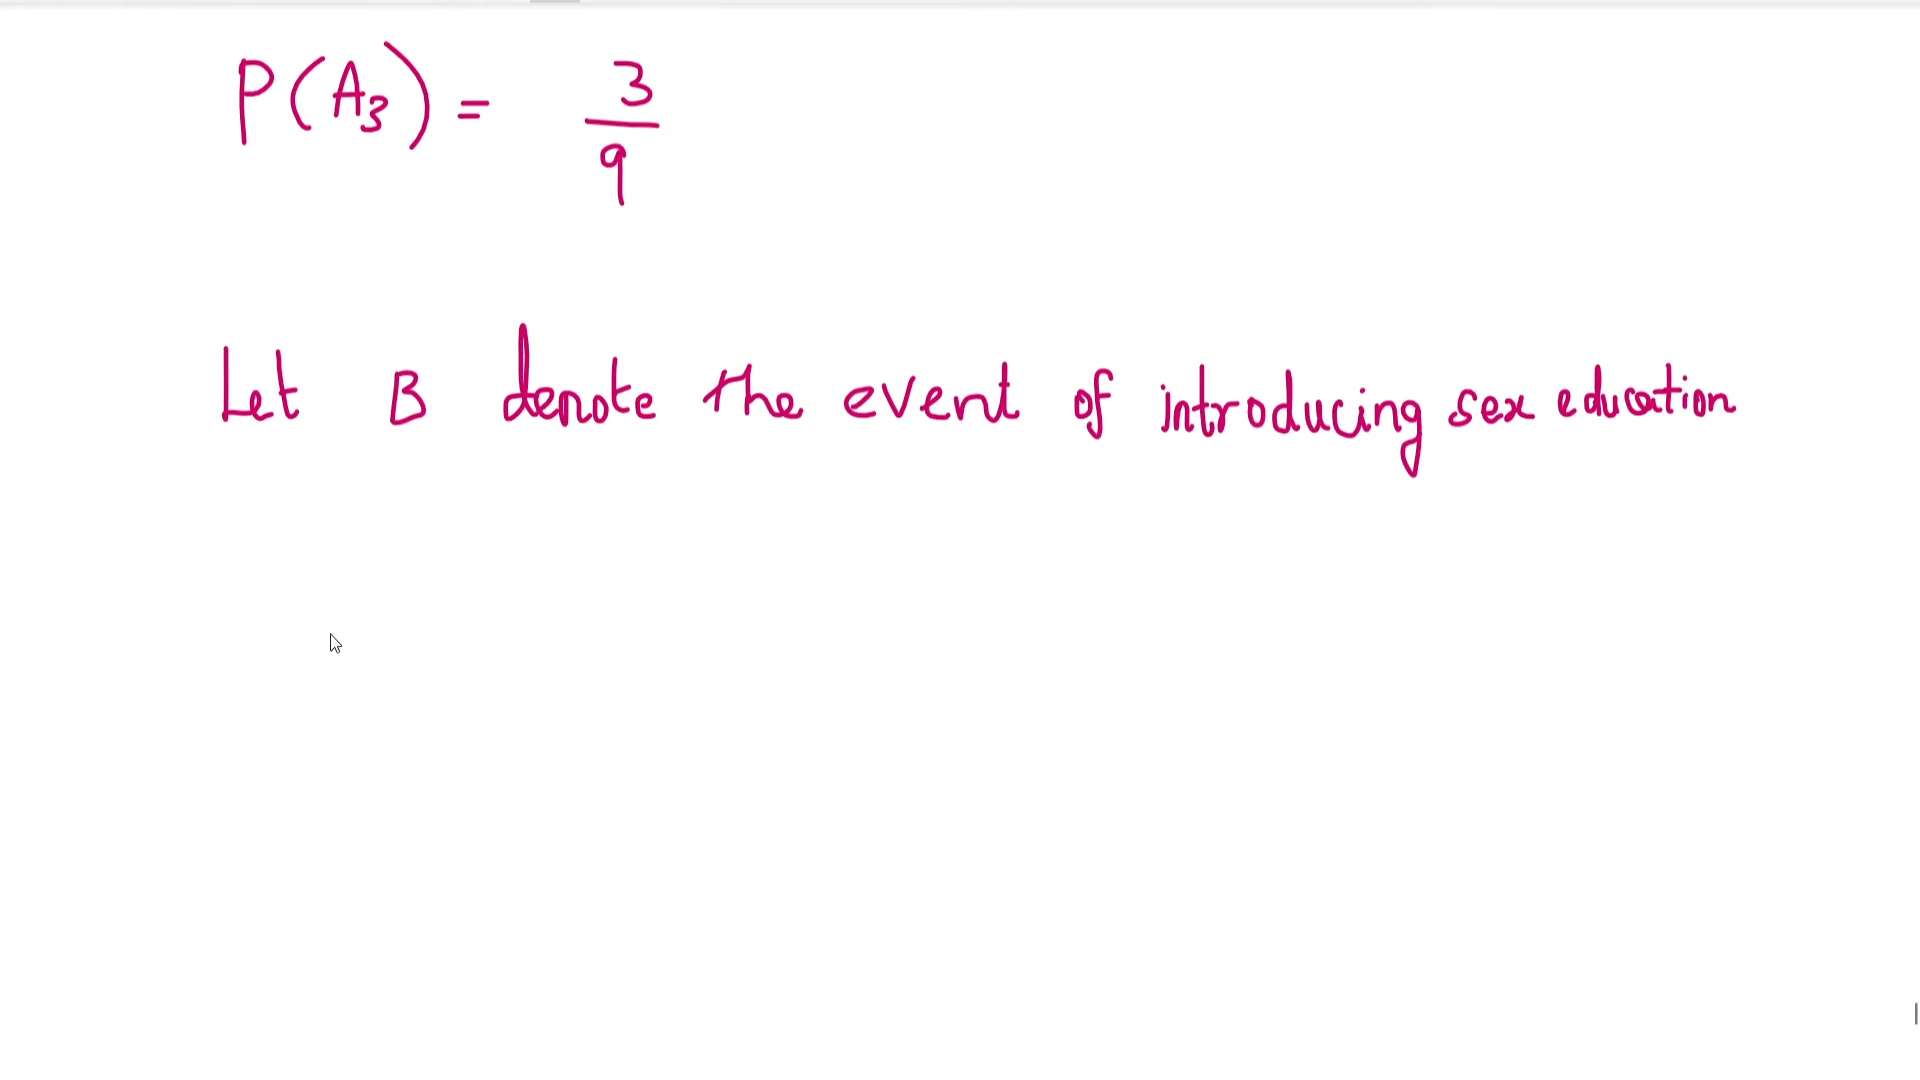 P(A₃) = 3/9
Let B denote the event of introducing sex education